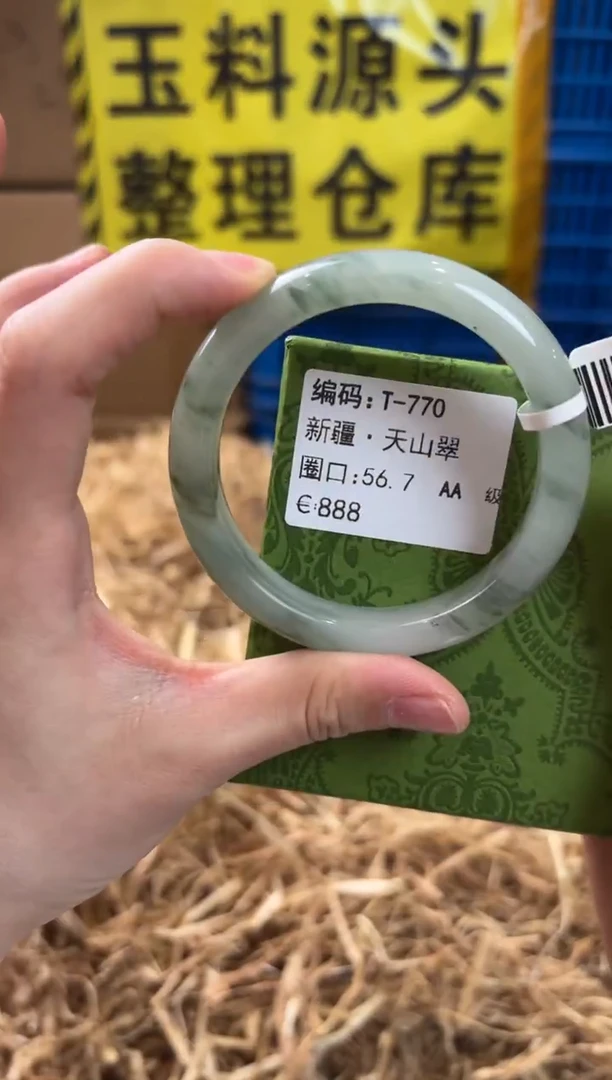 玉料源头
整理仓库
编码:T-770
新疆·天山翠
圈口:56.7 AA 级
€:888